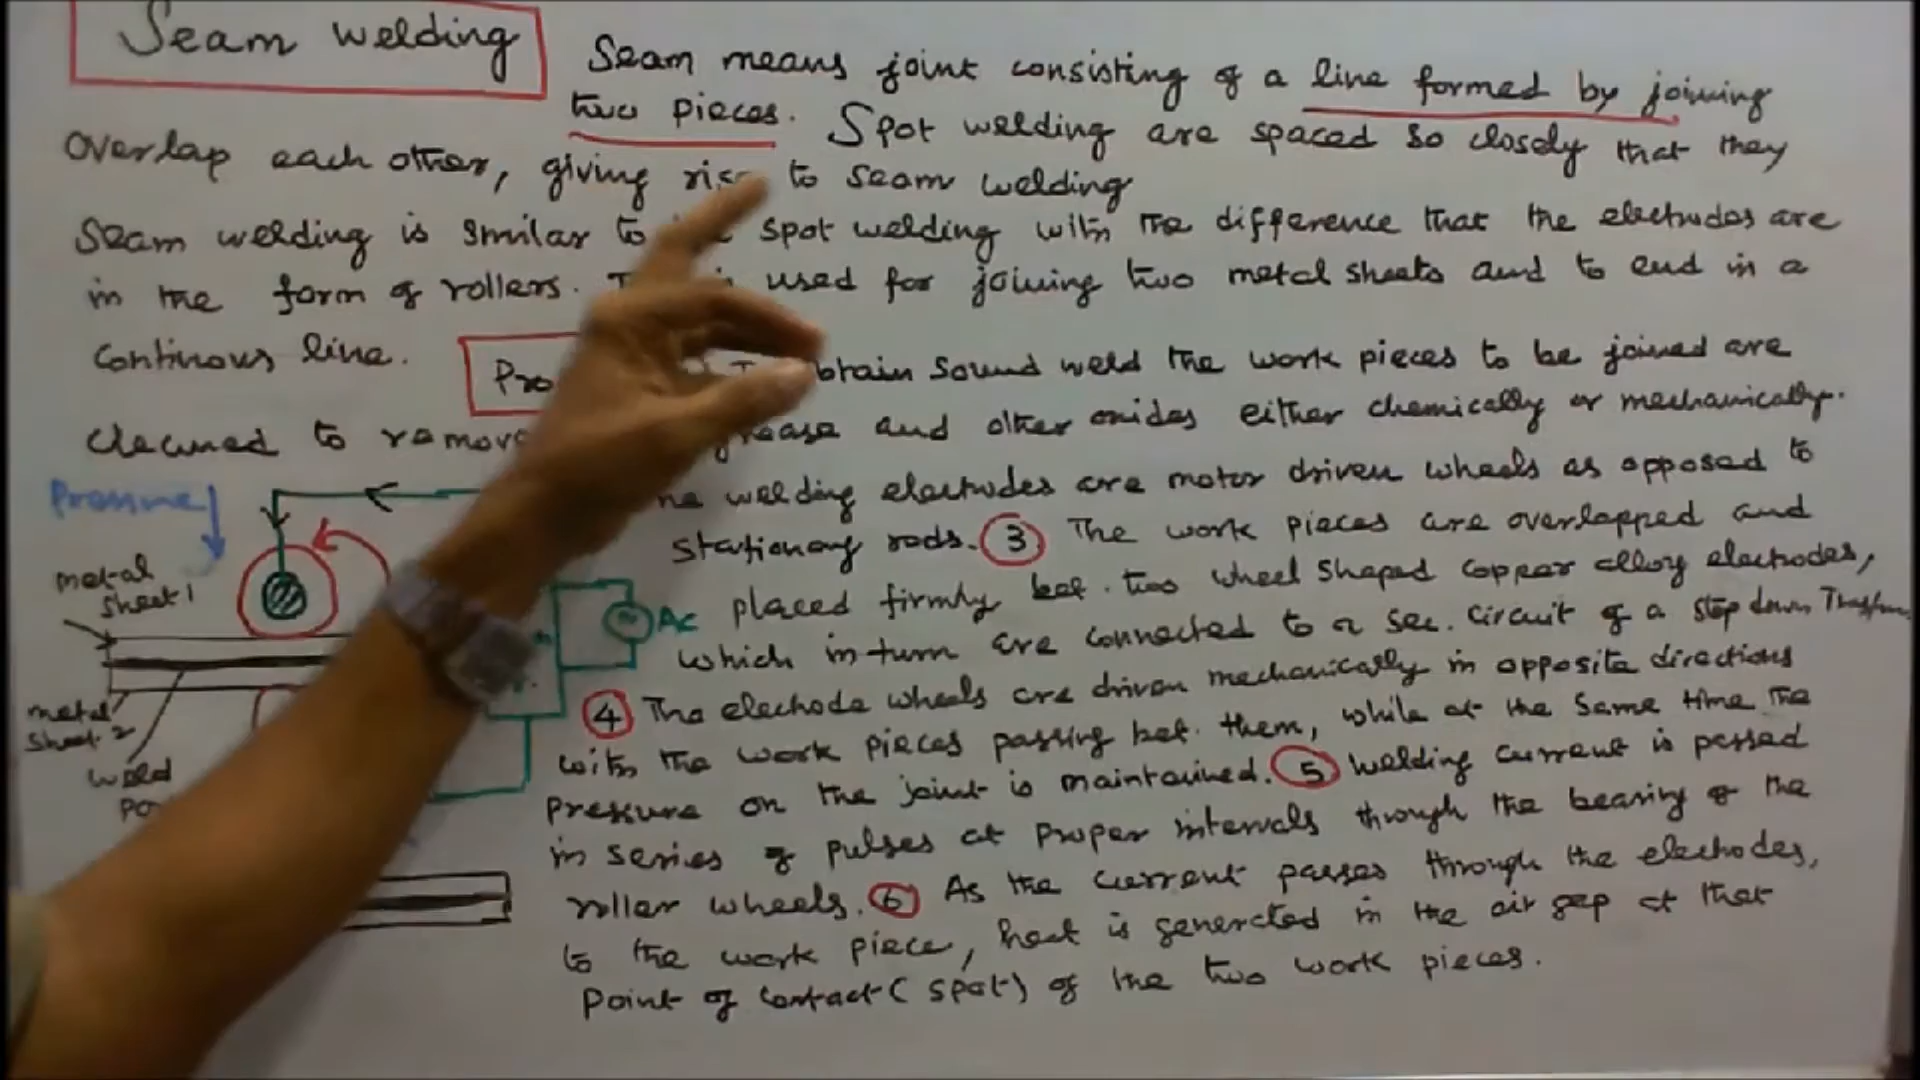 Seam welding
Seam means joint consisting of a line formed by joining
two pieces. Spot welding are spaced so closely that they
overlap each other, giving rise to seam welding
Seam welding is similar to spot welding with the difference that the electrodes are
in the form of rollers. used for joining two metal sheets and to end in a
continous line.
obtain sound weld the work pieces to be joined are
cleaned to remove grease and other oxides either chemically or mechanically.
welding electrodes are motor driven wheels as opposed to
stationary rods. 3 The work pieces are overlapped and
placed firmly bet. two wheel shaped copper alloy electodes,
which in turn are connected to a sec. circuit of a step down
4 The electode wheels are driven mechanically in opposite directions
with the work pieces passing bet. them, while at the same time the
pressure on the joint is maintained. 5 Welding current is passed
in series of pulses at proper intervals through the bearing of the
roller wheels. 6 As the current passes through the electodes,
to the work piece, heat is generated in the air gap at that
point of contact (spot) of the two work pieces.
Pressure
metal
sheet 1
AC
metal
sheet 2
weld